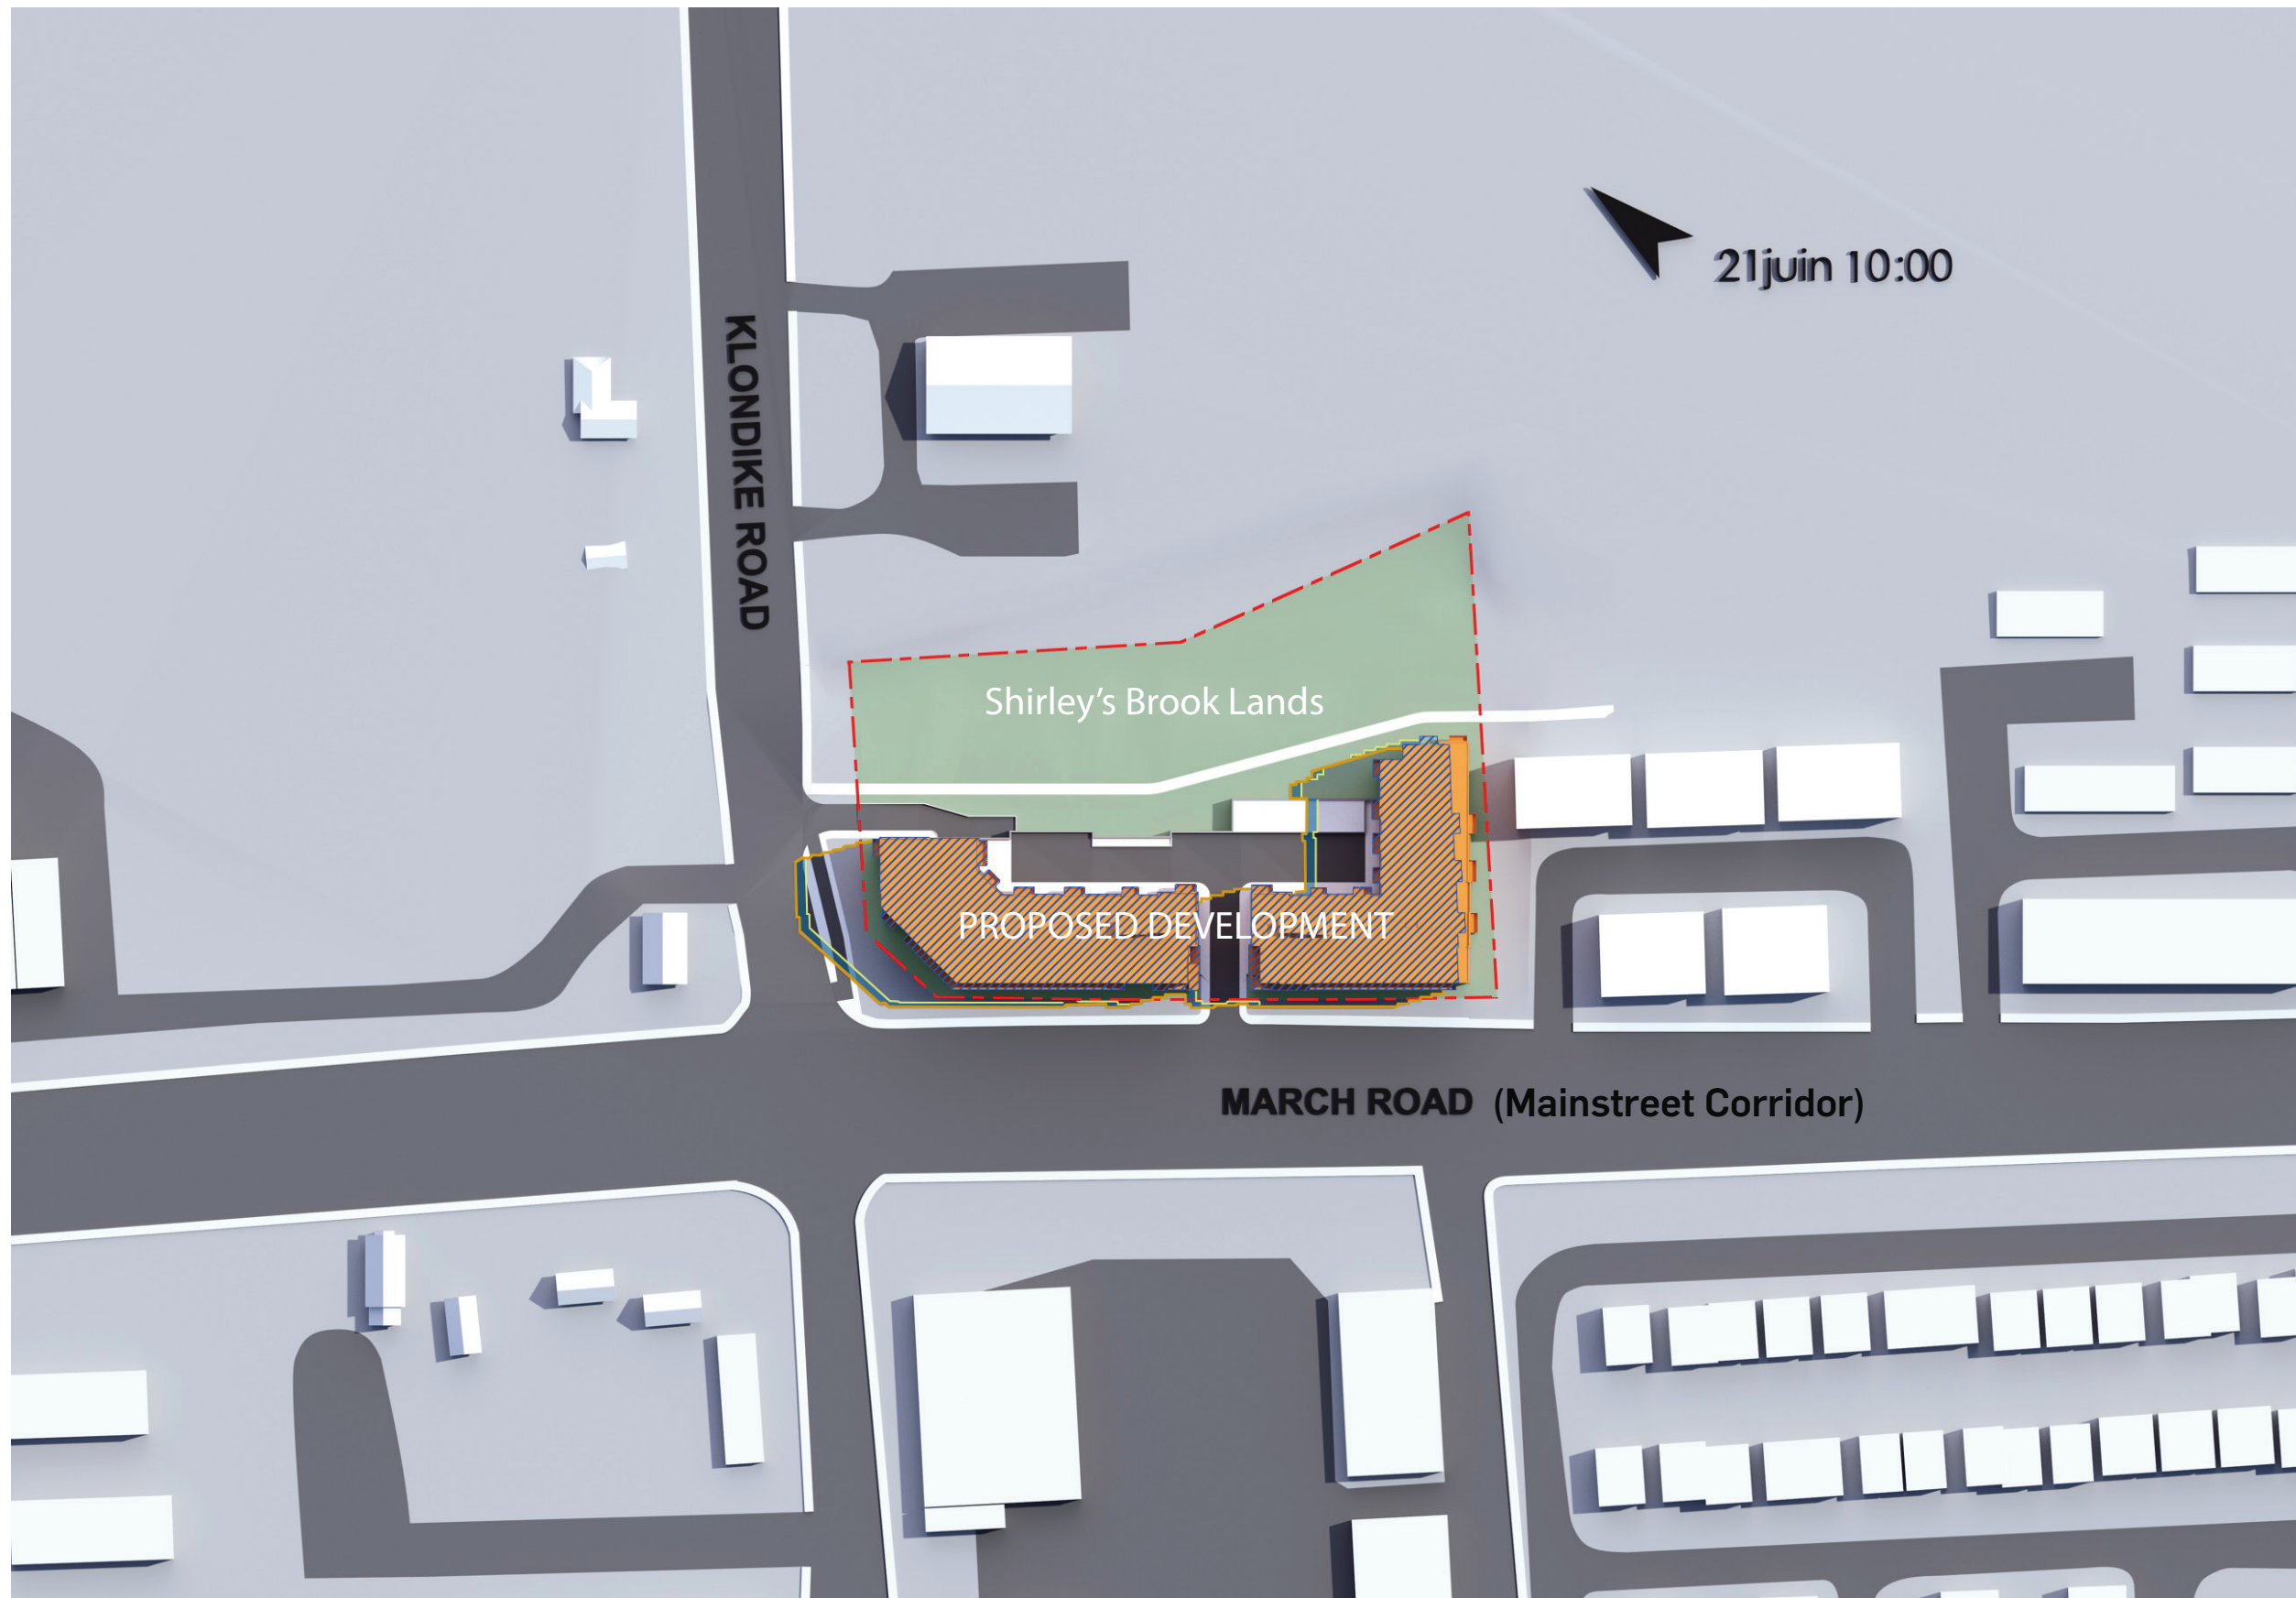 21juin 10:00
KLONDIKE ROAD
Shirley's Brook Lands
PROPOSED DEVELOPMENT
MARCH ROAD (Mainstreet Corridor)